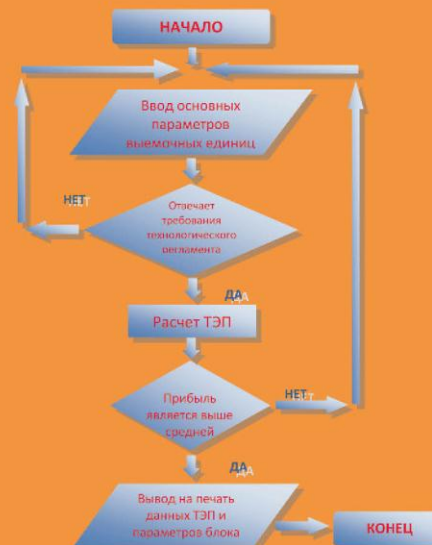 НАЧАЛО
Ввод основных
параметров
выемочных единиц
НЕТ
Отвечает
требования
технологического
регламента
ДА
Расчет ТЭП
Прибыль
является выше
средней
НЕТ
ДА
Вывод на печать
данных ТЭП и
параметров блока
КОНЕЦ